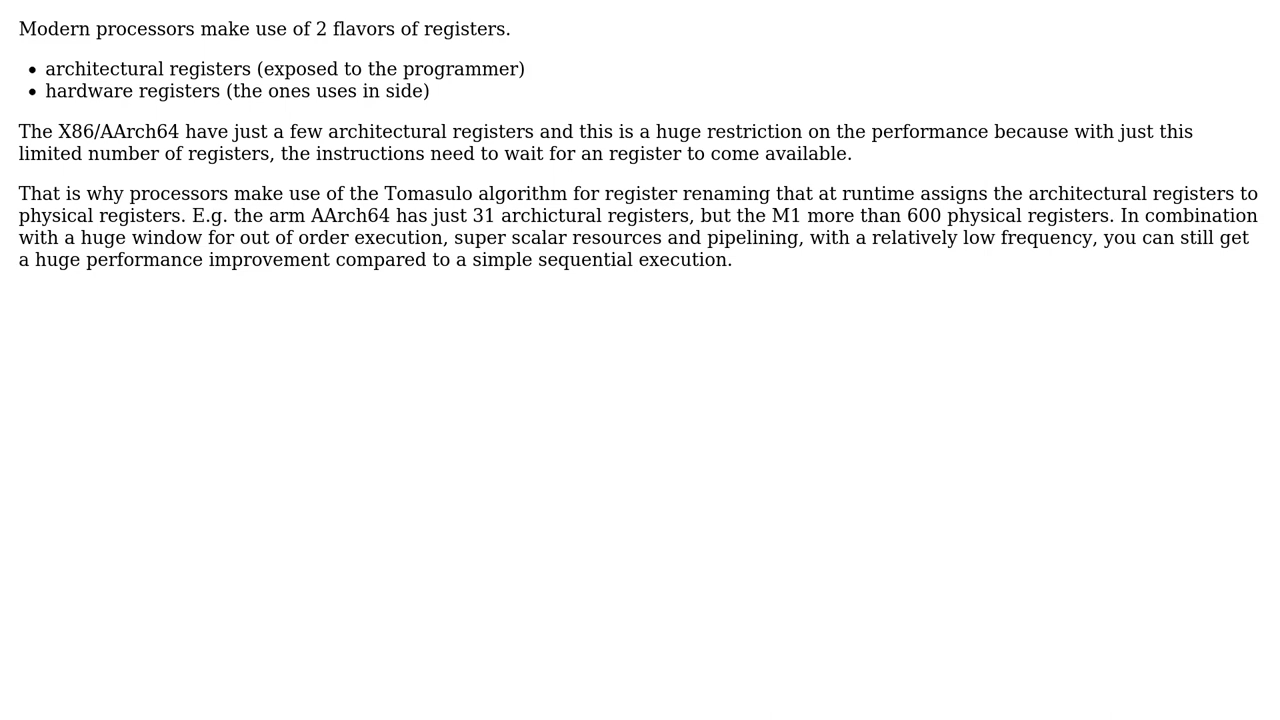 Modern processors make use of 2 flavors of registers.
• architectural registers (exposed to the programmer)
• hardware registers (the ones uses in side)
The X86/AArch64 have just a few architectural registers and this is a huge restriction on the performance because with just this
limited number of registers, the instructions need to wait for an register to come available.
That is why processors make use of the Tomasulo algorithm for register renaming that at runtime assigns the architectural registers to
physical registers. E.g. the arm AArch64 has just 31 archictural registers, but the M1 more than 600 physical registers. In combination
with a huge window for out of order execution, super scalar resources and pipelining, with a relatively low frequency, you can still get
a huge performance improvement compared to a simple sequential execution.